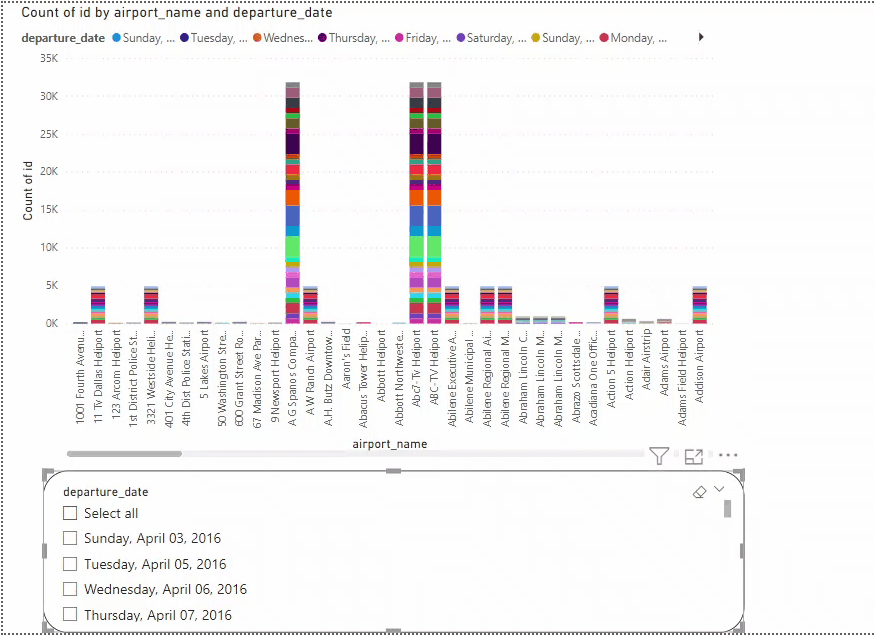 Count of id by airport_name and departure_date
departure_date Sunday, ... Tuesday, ... Wednes... Thursday, ... Friday, ... Saturday, ... Sunday, ... Monday, ...
35K
30K
25K
20K
15K
10K
5K
0K
Count of id
1001 Fourth Avenu...
11 Tv Dallas Heliport
123 Arcom Heliport
1st District Police St...
3321 Westside Heli...
401 City Avenue He...
4th Dist Police Stati...
5 Lakes Airport
50 Washington Stre...
600 Grant Street Ro...
67 Madison Ave Par...
9 Newsport Heliport
A G Spanos Compa...
A W Ranch Airport
A.H. Butz Downtow...
Aaron's Field
Abacus Tower Helip...
Abbott Heliport
Abbott Northweste...
Abc7-Tv Heliport
ABC-TV Heliport
Abilene Executive A...
Abilene Municipal...
Abilene Regional Ai...
Abilene Regional M...
Abraham Lincoln C...
Abraham Lincoln M...
Abraham Lincoln M...
Abrazo Scottsdale...
Acadiana One Offic...
Action 5 Heliport
Action Heliport
Adair Airstrip
Adams Airport
Adams Field Heliport
Addison Airport
airport_name
departure_date
Select all
Sunday, April 03, 2016
Tuesday, April 05, 2016
Wednesday, April 06, 2016
Thursday, April 07, 2016